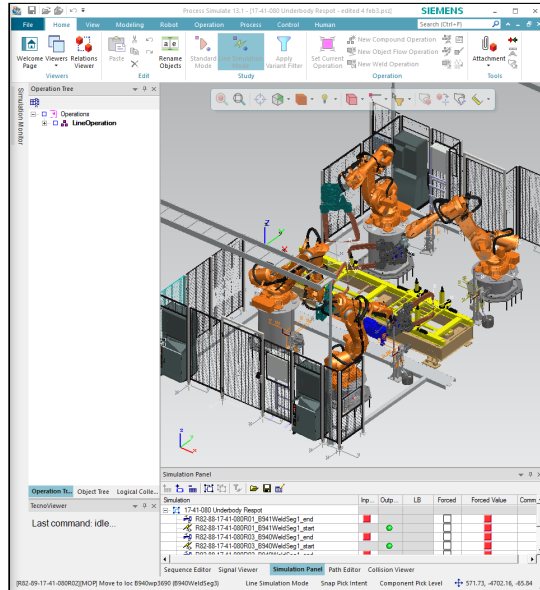 Process Simulate 15.1 - [17-41-080 Underbody Respot - edited 4 feb3.psz]
SIEMENS
File Home View Modeling Robot Operation Process Control Human
Search (Ctrl+F)
Welcome Page
Viewers
Relations Viewer
Paste
Rename Objects
Standard Mode
Line Simulation Mode
Apply Variant Filter
Set Current Operation
New Compound Operation
New Object Flow Operation
New Weld Operation
Attachment
Viewers Edit Study Operation Tools
Simulation Monitor
Operation Tree
Operations
LineOperation
Z
Y
X
Z
X
Operation Tr... Object Tree Logical Colle...
TecnoViewer
Last command: idle...
Simulation Panel
Simulation Inp... Outp... LB Forced Forced Value Comm
17-41-080 Underbody Respot
R82-88-17-41-080R01_B941WeldSeg1_end
R82-88-17-41-080R01_B941WeldSeg1_start
R82-88-17-41-080R03_B940WeldSeg1_end
R82-88-17-41-080R03_B940WeldSeg1_start
Sequence Editor Signal Viewer Simulation Panel Path Editor Collision Viewer
[R82-89-17-41-080R02][MOP] Move to loc B940wp3690 (B940WeldSeg3) Line Simulation Mode Snap Pick Intent Component Pick Level 571.73, -4702.16, -65.84